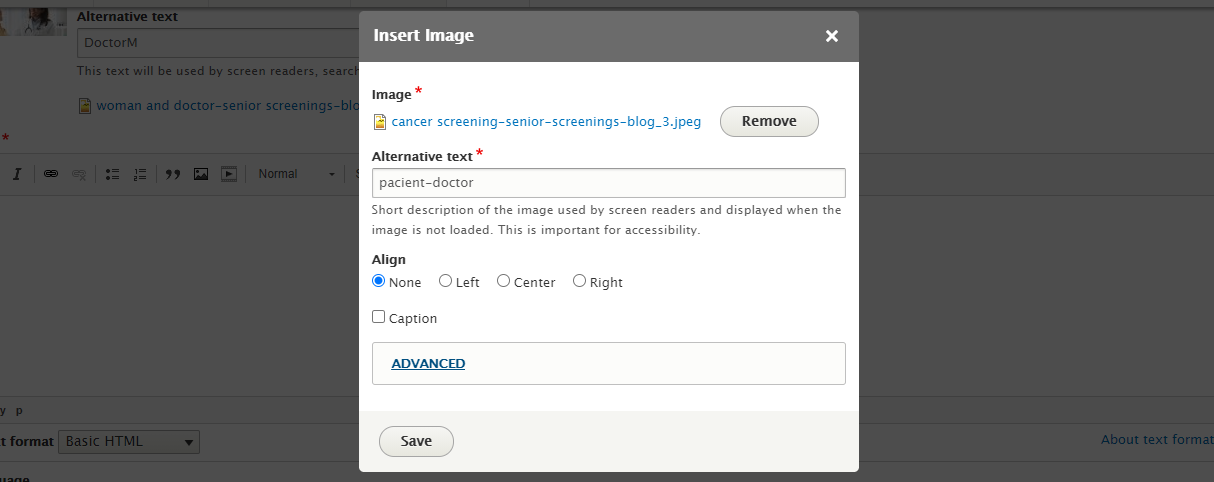 Alternative text
DoctorM
This text will be used by screen readers, search
woman and doctor-senior screenings-blo
*
I
Normal
y p
t format Basic HTML
About text format
uage
Insert Image ×
Image *
cancer screening-senior-screenings-blog_3.jpeg Remove
Alternative text *
pacient-doctor
Short description of the image used by screen readers and displayed when the
image is not loaded. This is important for accessibility.
Align
None Left Center Right
Caption
ADVANCED
Save